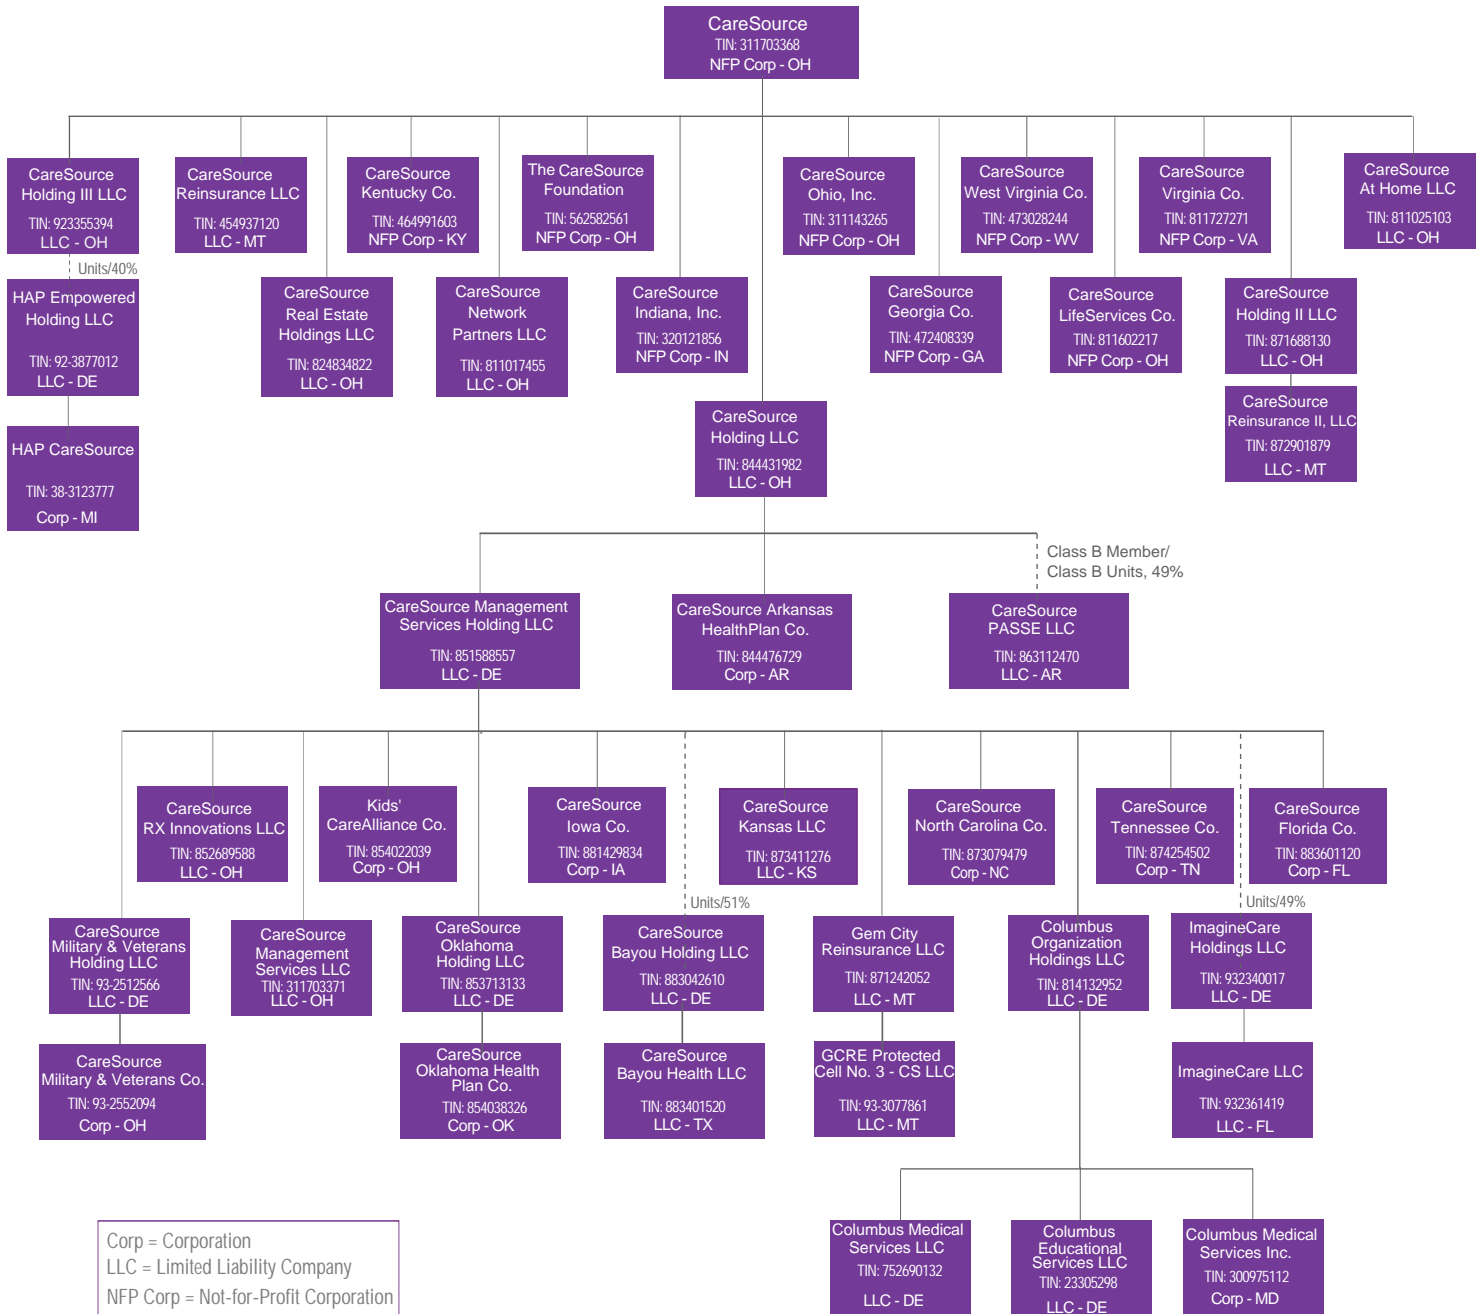 CareSource
TIN: 311703368
NFP Corp - OH
CareSource
Holding III LLC
TIN: 923355394
LLC - OH
CareSource
Reinsurance LLC
TIN: 454937120
LLC - MT
CareSource
Kentucky Co.
TIN: 464991603
NFP Corp - KY
The CareSource
Foundation
TIN: 562582561
NFP Corp - OH
CareSource
Ohio, Inc.
TIN: 311143265
NFP Corp - OH
CareSource
West Virginia Co.
TIN: 473028244
NFP Corp - WV
CareSource
Virginia Co.
TIN: 811727271
NFP Corp - VA
CareSource
At Home LLC
TIN: 811025103
LLC - OH
Units/40%
HAP Empowered
Holding LLC
TIN: 92-3877012
LLC - DE
CareSource
Real Estate
Holdings LLC
TIN: 824834822
LLC - OH
CareSource
Network
Partners LLC
TIN: 811017455
LLC - OH
CareSource
Indiana, Inc.
TIN: 320121856
NFP Corp - IN
CareSource
Georgia Co.
TIN: 472408339
NFP Corp - GA
CareSource
LifeServices Co.
TIN: 811602217
NFP Corp - OH
CareSource
Holding II LLC
TIN: 871688130
LLC - OH
HAP CareSource
TIN: 38-3123777
Corp - MI
CareSource
Holding LLC
TIN: 844431982
LLC - OH
CareSource
Reinsurance II, LLC
TIN: 872901879
LLC - MT
Class B Member/
Class B Units, 49%
CareSource Management
Services Holding LLC
TIN: 851588557
LLC - DE
CareSource Arkansas
HealthPlan Co.
TIN: 844476729
Corp - AR
CareSource
PASSE LLC
TIN: 863112470
LLC - AR
CareSource
RX Innovations LLC
TIN: 852689588
LLC - OH
Kids'
CareAlliance Co.
TIN: 854022039
Corp - OH
CareSource
Iowa Co.
TIN: 881429834
Corp - IA
CareSource
Kansas LLC
TIN: 873411276
LLC - KS
CareSource
North Carolina Co.
TIN: 873079479
Corp - NC
CareSource
Tennessee Co.
TIN: 874254502
Corp - TN
CareSource
Florida Co.
TIN: 883601120
Corp - FL
Units/51%
Units/49%
CareSource
Military & Veterans
Holding LLC
TIN: 93-2512566
LLC - DE
CareSource
Management
Services LLC
TIN: 311703371
LLC - OH
CareSource
Oklahoma
Holding LLC
TIN: 853713133
LLC - DE
CareSource
Bayou Holding LLC
TIN: 883042610
LLC - DE
Gem City
Reinsurance LLC
TIN: 871242052
LLC - MT
Columbus
Organization
Holdings LLC
TIN: 814132952
LLC - DE
ImagineCare
Holdings LLC
TIN: 932340017
LLC - DE
CareSource
Military & Veterans Co.
TIN: 93-2552094
Corp - OH
CareSource
Oklahoma Health
Plan Co.
TIN: 854038326
Corp - OK
CareSource
Bayou Health LLC
TIN: 883401520
LLC - TX
GCRE Protected
Cell No. 3 - CS LLC
TIN: 93-3077861
LLC - MT
ImagineCare LLC
TIN: 932361419
LLC - FL
Columbus Medical
Services LLC
TIN: 752690132
LLC - DE
Columbus
Educational
Services LLC
TIN: 23305298
LLC - DE
Columbus Medical
Services Inc.
TIN: 300975112
Corp - MD
Corp = Corporation
LLC = Limited Liability Company
NFP Corp = Not-for-Profit Corporation